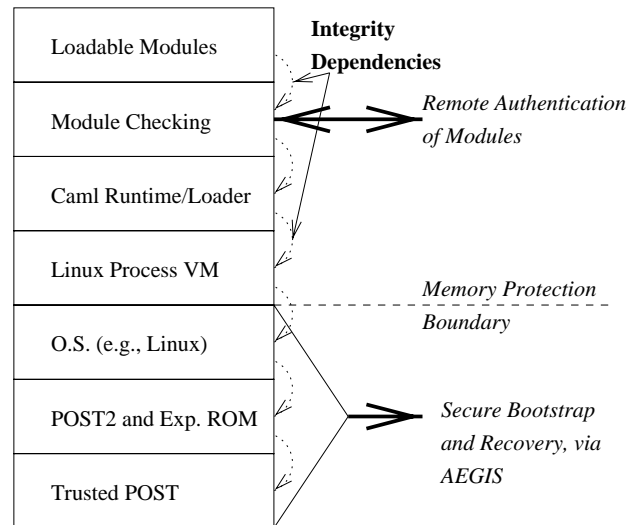 Loadable Modules
Integrity
Dependencies
Module Checking
Remote Authentication
of Modules
Caml Runtime/Loader
Linux Process VM
Memory Protection
Boundary
O.S. (e.g., Linux)
POST2 and Exp. ROM
Secure Bootstrap
and Recovery, via
AEGIS
Trusted POST